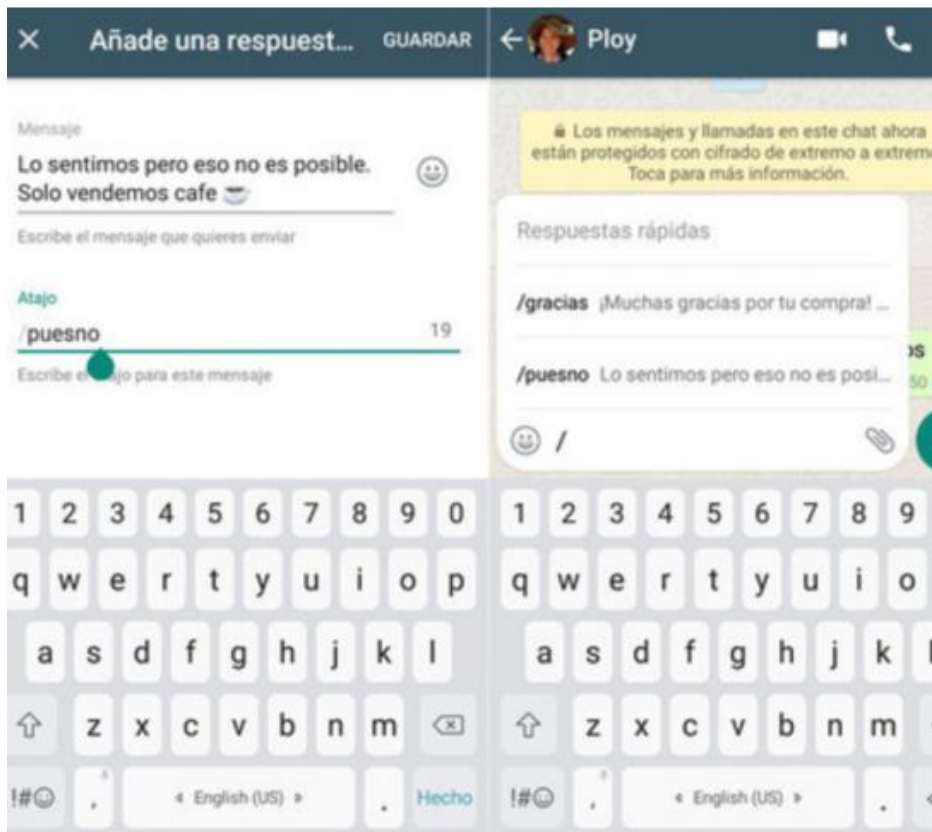 Añade una respuest... GUARDAR
Mensaje
Lo sentimos pero eso no es posible.
Solo vendemos cafe ☕
Escribe el mensaje que quieres enviar
Atajo
/puesno 19
Escribe el atajo para este mensaje
1 2 3 4 5 6 7 8 9 0
q w e r t y u i o p
a s d f g h j k l
z x c v b n m
!#☺ , English (US) . Hecho
Ploy
Los mensajes y llamadas en este chat ahora
están protegidos con cifrado de extremo a extremo
Toca para más información.
Respuestas rápidas
/gracias ¡Muchas gracias por tu compra! ...
os
/puesno Lo sentimos pero eso no es posi...
50
/
1 2 3 4 5 6 7 8 9
q w e r t y u i o
a s d f g h j k l
z x c v b n m
!#☺ , English (US) .